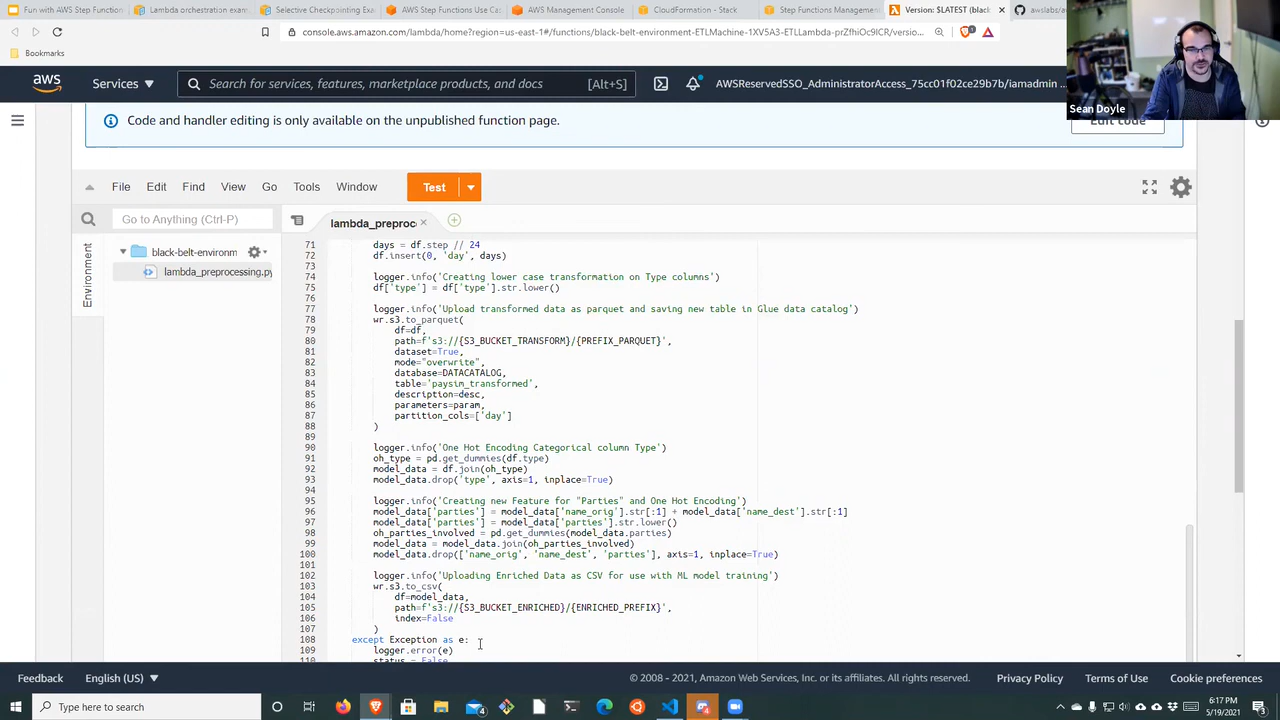 Fun with AWS Step Fun
Lambda orchestration exam
Selective Checkpointing Exa
AWS Step Functions Use C
AWS Management Console
CloudFormation - Stack
Step Functions Managemen
Version: $LATEST (blac
awslabs/a
console.aws.amazon.com/lambda/home?region=us-east-1#/functions/black-belt-environment-ETLMachine-1XV5A3-ETLLambda-prZfhiOc9ICR/versio...
Bookmarks
aws
Services
Search for services, features, marketplace products, and docs
[Alt+S]
AWSReservedSSO_AdministratorAccess_75cc01f02ce29b7b/iamadmin ...
Sean Doyle
Code and handler editing is only available on the unpublished function page.
Edit code
File Edit Find View Go Tools Window
Test
Go to Anything (Ctrl-P)
lambda_preproc
Environment
black-belt-environm
lambda_preprocessing.py
71 days = df.step // 24
72 df.insert(0, 'day', days)
73
74 logger.info('Creating lower case transformation on Type columns')
75 df['type'] = df['type'].str.lower()
76
77 logger.info('Upload transformed data as parquet and saving new table in Glue data catalog')
78 wr.s3.to_parquet(
79 df=df,
80 path=f's3://{S3_BUCKET_TRANSFORM}/{PREFIX_PARQUET}',
81 dataset=True,
82 mode="overwrite",
83 database=DATACATALOG,
84 table='paysim_transformed',
85 description=desc,
86 parameters=param,
87 partition_cols=['day']
88 )
89
90 logger.info('One Hot Encoding Categorical column Type')
91 oh_type = pd.get_dummies(df.type)
92 model_data = df.join(oh_type)
93 model_data.drop('type', axis=1, inplace=True)
94
95 logger.info('Creating new Feature for "Parties" and One Hot Encoding')
96 model_data['parties'] = model_data['name_orig'].str[:1] + model_data['name_dest'].str[:1]
97 model_data['parties'] = model_data['parties'].str.lower()
98 oh_parties_involved = pd.get_dummies(model_data.parties)
99 model_data = model_data.join(oh_parties_involved)
100 model_data.drop(['name_orig', 'name_dest', 'parties'], axis=1, inplace=True)
101
102 logger.info('Uploading Enriched Data as CSV for use with ML model training')
103 wr.s3.to_csv(
104 df=model_data,
105 path=f's3://{S3_BUCKET_ENRICHED}/{ENRICHED_PREFIX}',
106 index=False
107 )
108 except Exception as e:
109 logger.error(e)
110 status = False
Feedback
English (US)
© 2008 - 2021, Amazon Web Services, Inc. or its affiliates. All rights reserved.
Privacy Policy
Terms of Use
Cookie preferences
Type here to search
4
6:17 PM
5/19/2021